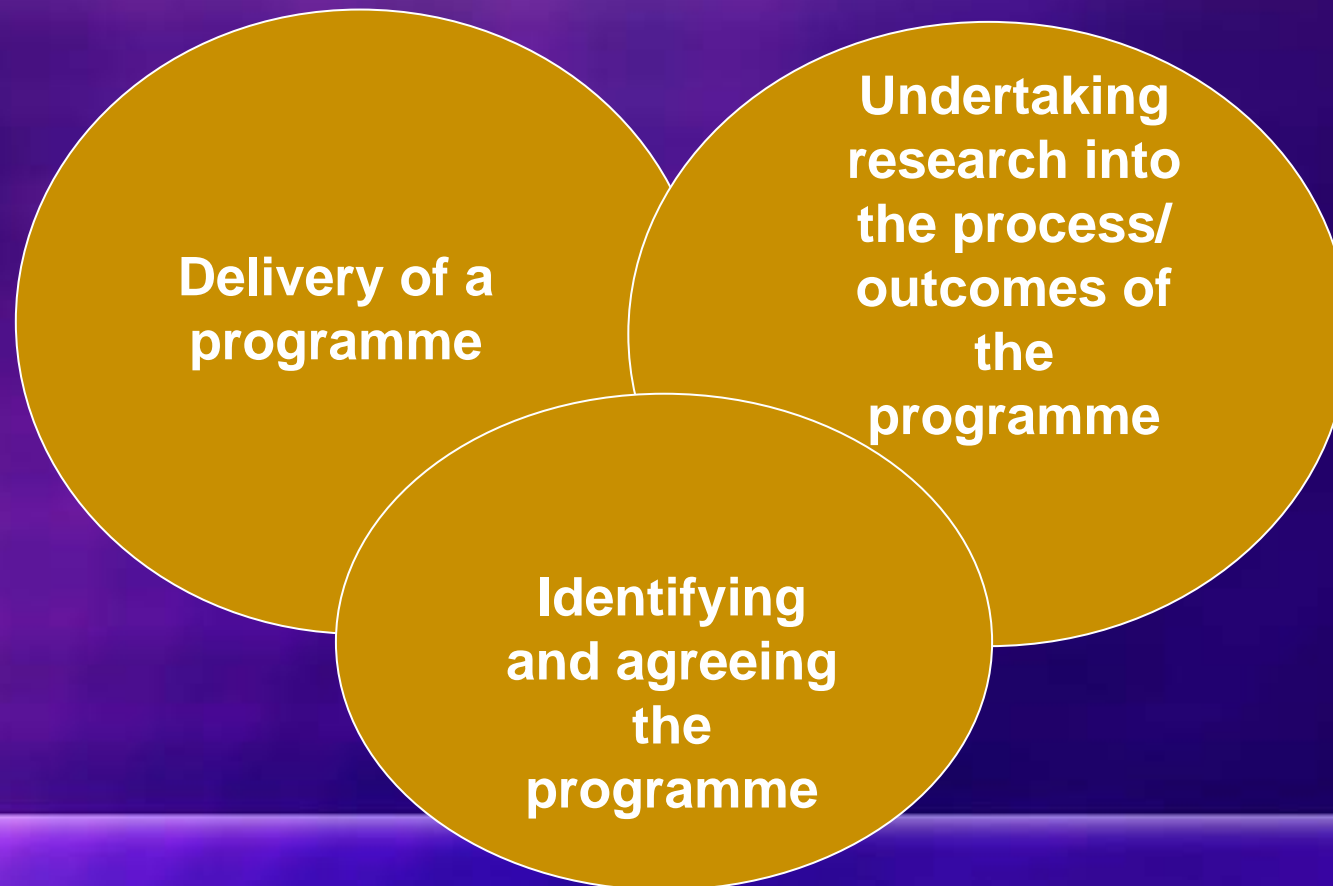 Delivery of a
programme
Undertaking
research into
the process/
outcomes of
the
programme
Identifying
and agreeing
the
programme